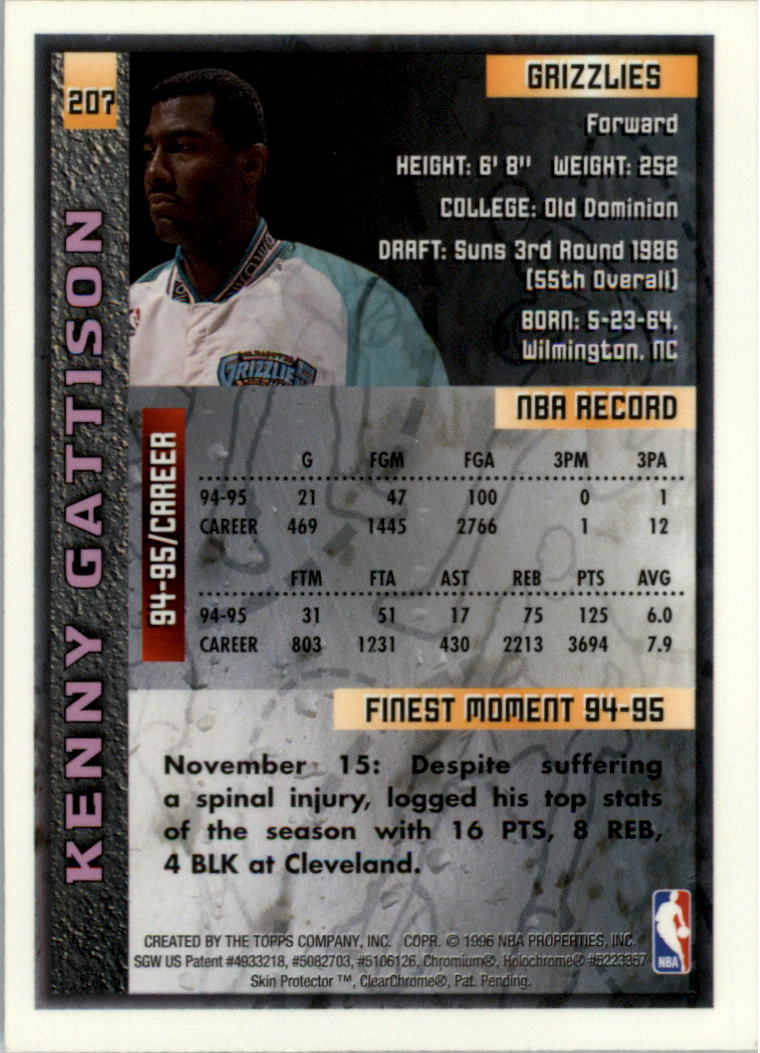 207
KENNY GATTISON
GRIZZLIES
Forward
HEIGHT: 6' 8" WEIGHT: 252
COLLEGE: Old Dominion
DRAFT: Suns 3rd Round 1986
(55th Overall)
BORN: 5-23-64,
Wilmington, NC
GRIZZLIES
NBA RECORD
94-95/CAREER
G FGM FGA 3PM 3PA
94-95 21 47 100 0 1
CAREER 469 1445 2766 1 12
FTM FTA AST REB PTS AVG
94-95 31 51 17 75 125 6.0
CAREER 803 1231 430 2213 3694 7.9
FINEST MOMENT 94-95
November 15: Despite suffering
a spinal injury, logged his top stats
of the season with 16 PTS, 8 REB,
4 BLK at Cleveland.
CREATED BY THE TOPPS COMPANY, INC. COPR. © 1996 NBA PROPERTIES, INC.
SGW US Patent #4933218, #5082703, #5106126, Chromium®, Holochrome® #5223357
Skin Protector ™, ClearChrome®, Pat. Pending.
NBA